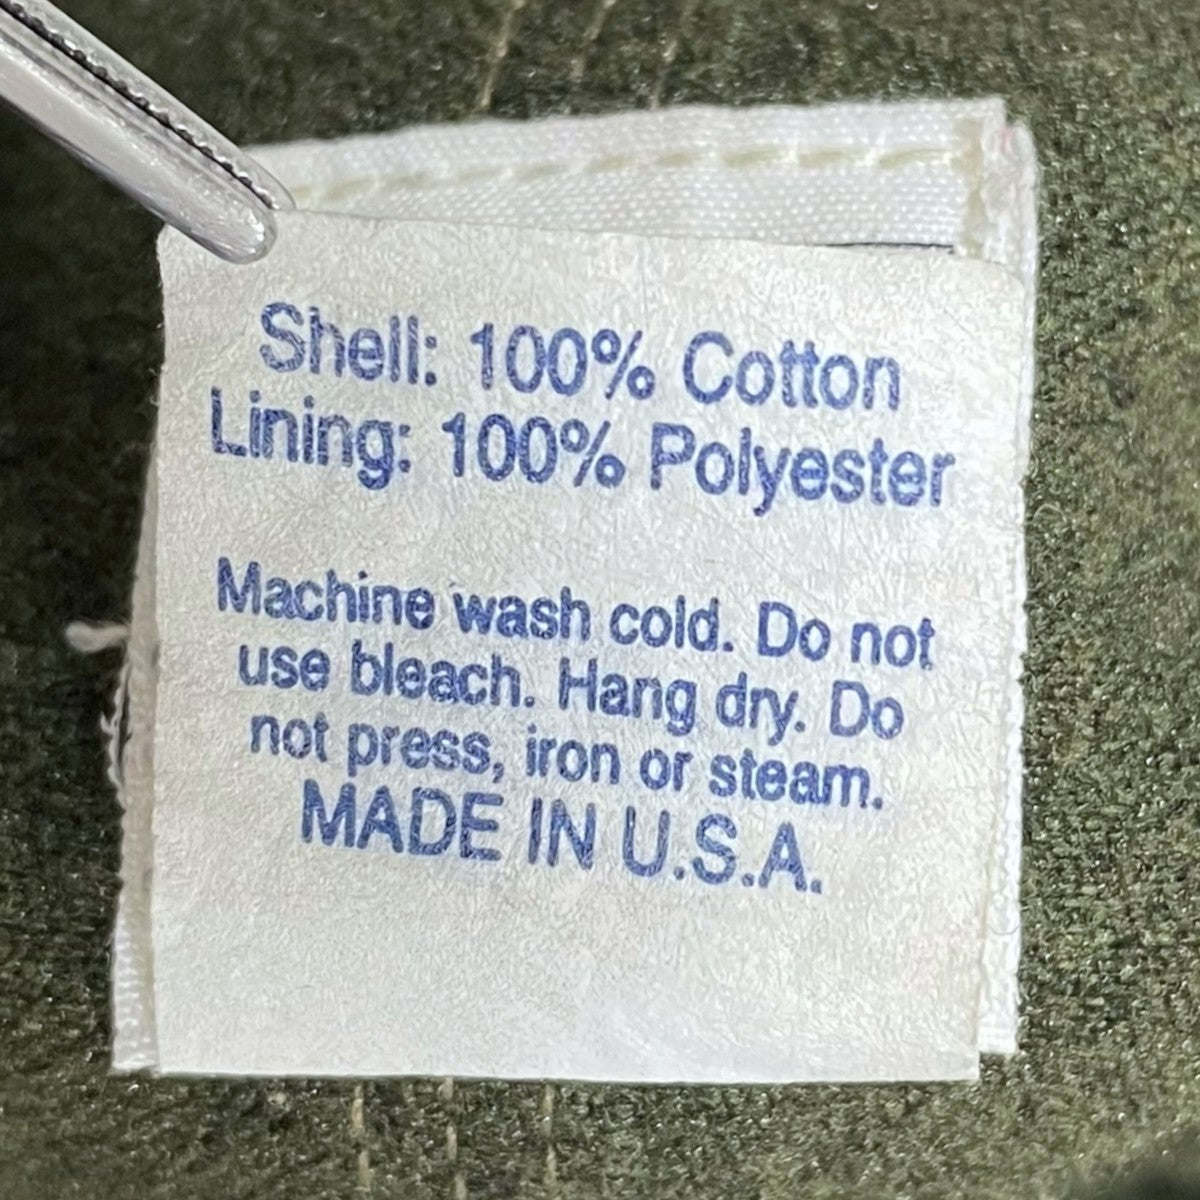 Shell: 100% Cotton
Lining: 100% Polyester
Machine wash cold. Do not
use bleach. Hang dry. Do
not press, iron or steam.
MADE IN U.S.A.